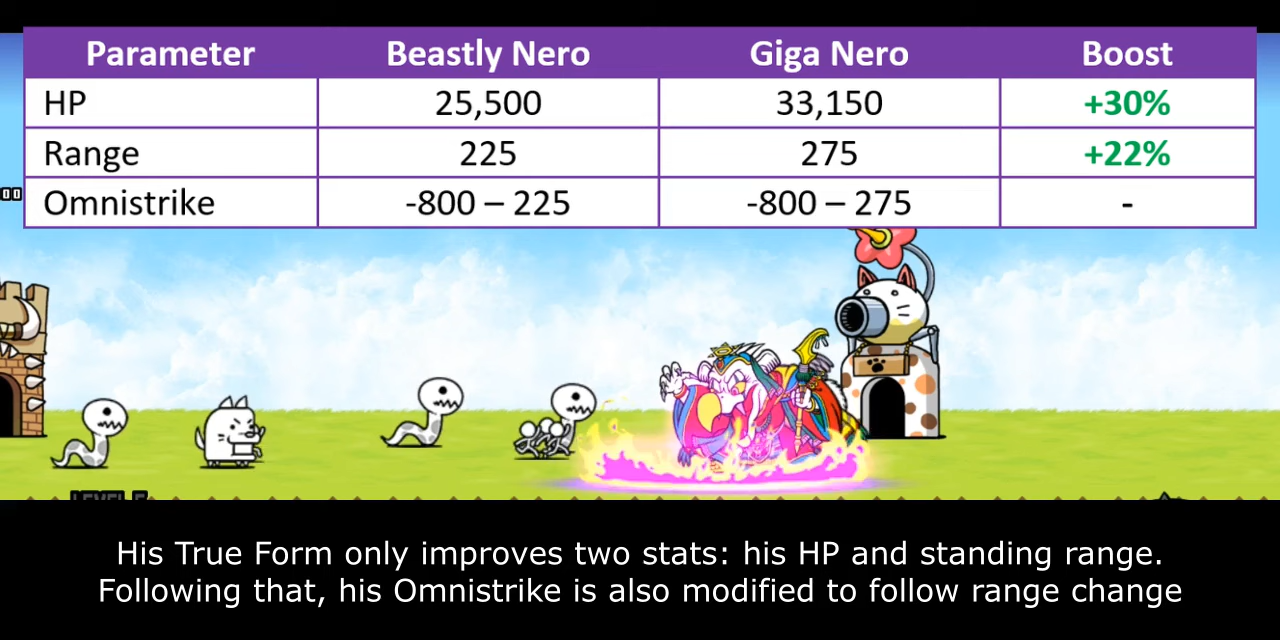 Parameter Beastly Nero Giga Nero Boost
HP 25,500 33,150 +30%
Range 225 275 +22%
Omnistrike -800 – 225 -800 – 275 -
His True Form only improves two stats: his HP and standing range.
Following that, his Omnistrike is also modified to follow range change